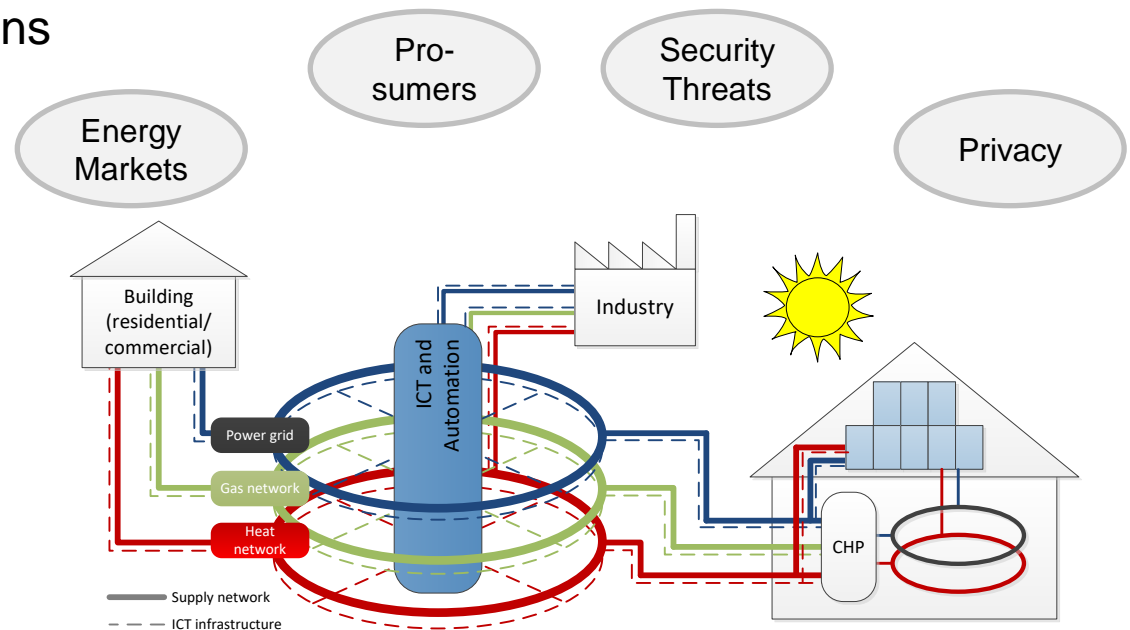 ns
Pro-
sumers
Security
Threats
Energy
Markets
Privacy
Building
(residential/
commercial)
Industry
ICT and
Automation
Power grid
Gas network
Heat
network
CHP
Supply network
ICT infrastructure